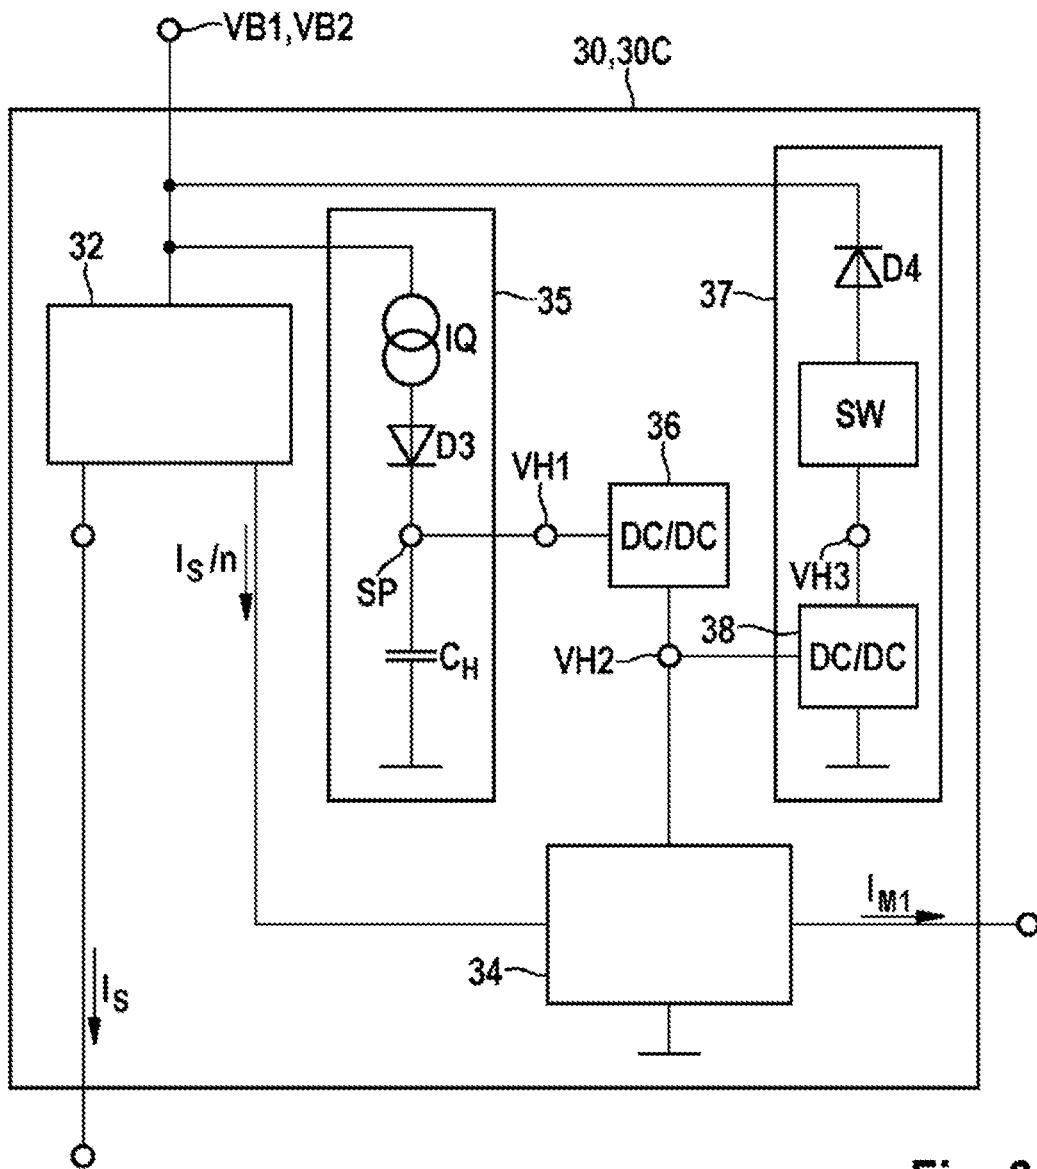 VB1,VB2
30,30C
32
35
37
D4
IQ
SW
D3
36
VH1
DC/DC
VH3
I_S/n
SP
38
VH2
DC/DC
C_H
I_M1
34
I_S